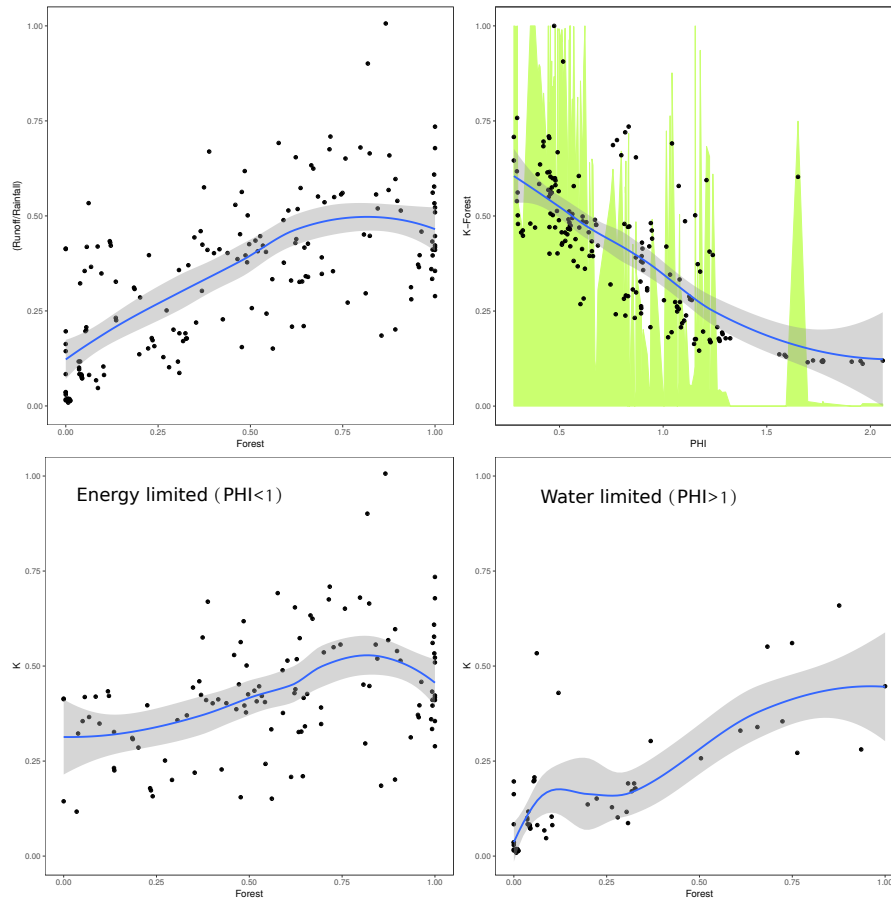 1.00
0.75
0.50
0.25
0.00
(Runoff/Rainfall)
0.00 0.25 0.50 0.75 1.00
Forest
1.00
0.75
0.50
0.25
0.00
K-Forest
0.5 1.0 1.5 2.0
PHI
Energy limited (PHI<1)
1.00
0.75
0.50
0.25
0.00
K
0.00 0.25 0.50 0.75 1.00
Forest
Water limited (PHI>1)
1.00
0.75
0.50
0.25
0.00
K
0.00 0.25 0.50 0.75 1.00
Forest